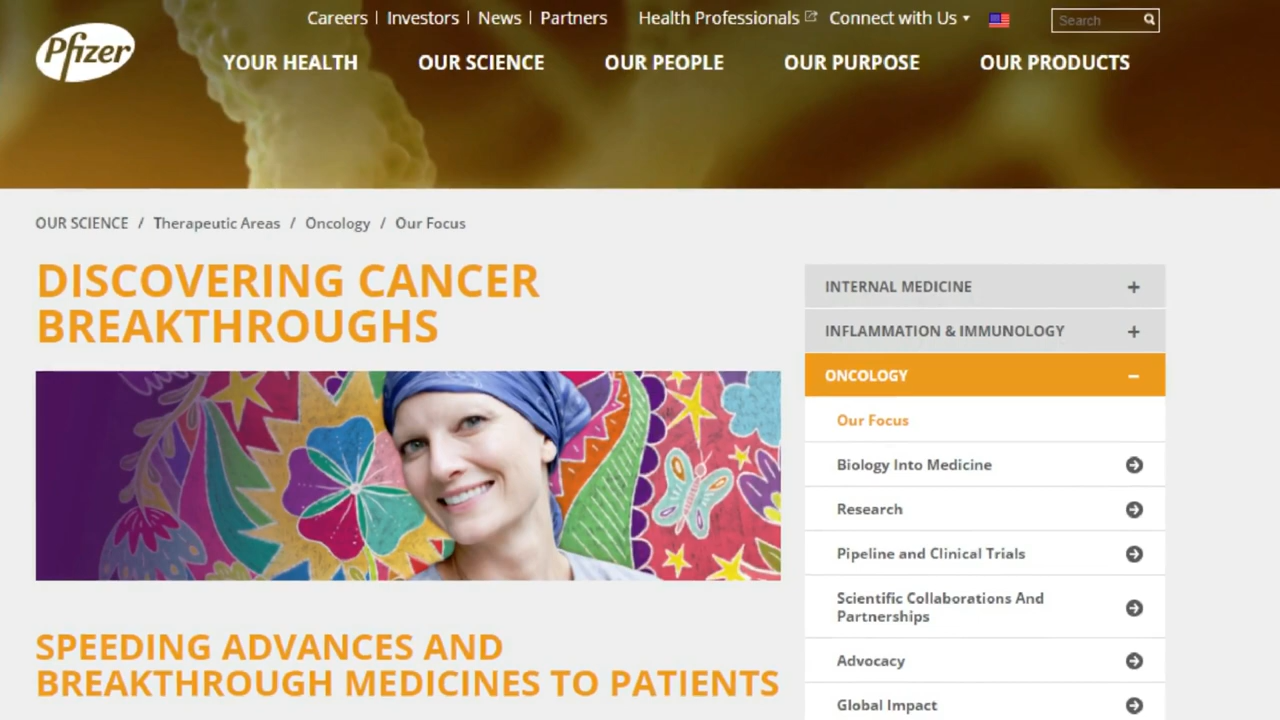 Careers | Investors | News | Partners Health Professionals Connect with Us Search
Pfizer
YOUR HEALTH OUR SCIENCE OUR PEOPLE OUR PURPOSE OUR PRODUCTS
OUR SCIENCE / Therapeutic Areas / Oncology / Our Focus
DISCOVERING CANCER
BREAKTHROUGHS
SPEEDING ADVANCES AND
BREAKTHROUGH MEDICINES TO PATIENTS
INTERNAL MEDICINE +
INFLAMMATION & IMMUNOLOGY +
ONCOLOGY −
Our Focus
Biology Into Medicine
Research
Pipeline and Clinical Trials
Scientific Collaborations And
Partnerships
Advocacy
Global Impact